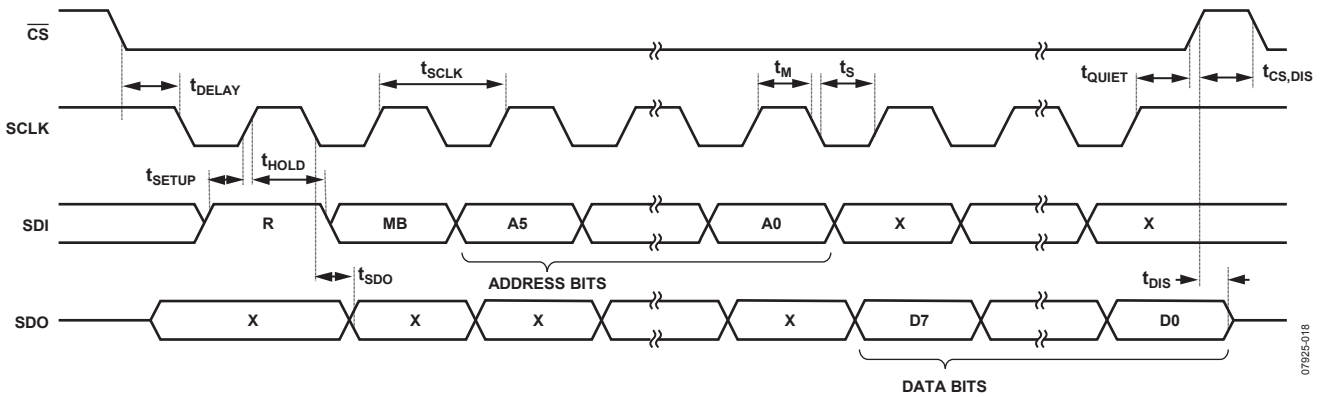 CS
tDELAY
tSCLK
tM
tS
tQUIET
tCS,DIS
SCLK
tSETUP
tHOLD
SDI
R
MB
A5
A0
X
X
tSDO
ADDRESS BITS
tDIS
SDO
X
X
X
X
D7
D0
DATA BITS
07925-018